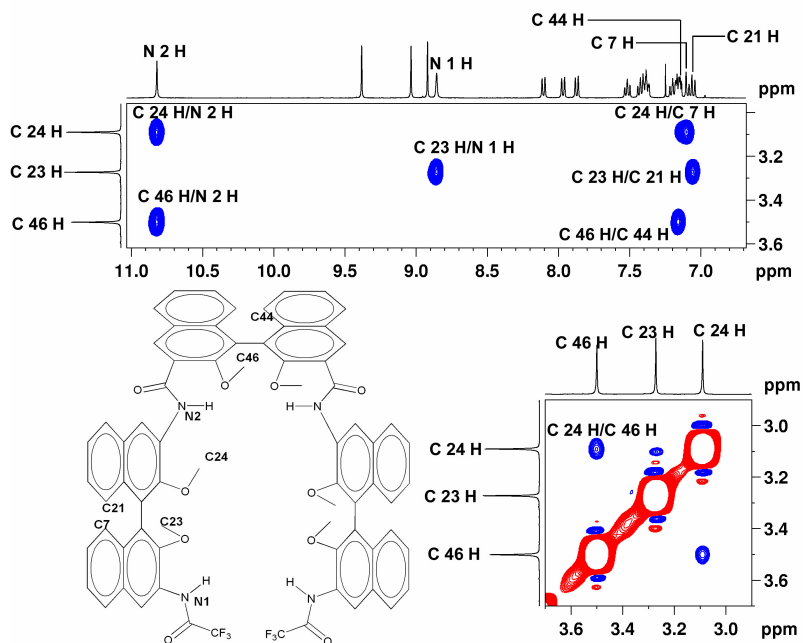 C 44 H
N 2 H
C 7 H
C 21 H
N 1 H
ppm
C 24 H
C 24 H/N 2 H
C 24 H/C 7 H
C 23 H/N 1 H
3.2
C 23 H
C 23 H/C 21 H
C 46 H/N 2 H
3.4
C 46 H
C 46 H/C 44 H
3.6
11.0 10.5 10.0 9.5 9.0 8.5 8.0 7.5 7.0
ppm ppm
C44
C46
O O O O
N H H N
N2
C24
O O
C21
C7 C23
O O
H H
N N1 N
O CF3 F3C O
C 46 H C 23 H C 24 H
ppm
C 24 H/C 46 H
3.0
C 24 H
3.2
C 23 H
3.4
C 46 H
3.6
3.6 3.4 3.2 3.0
ppm ppm